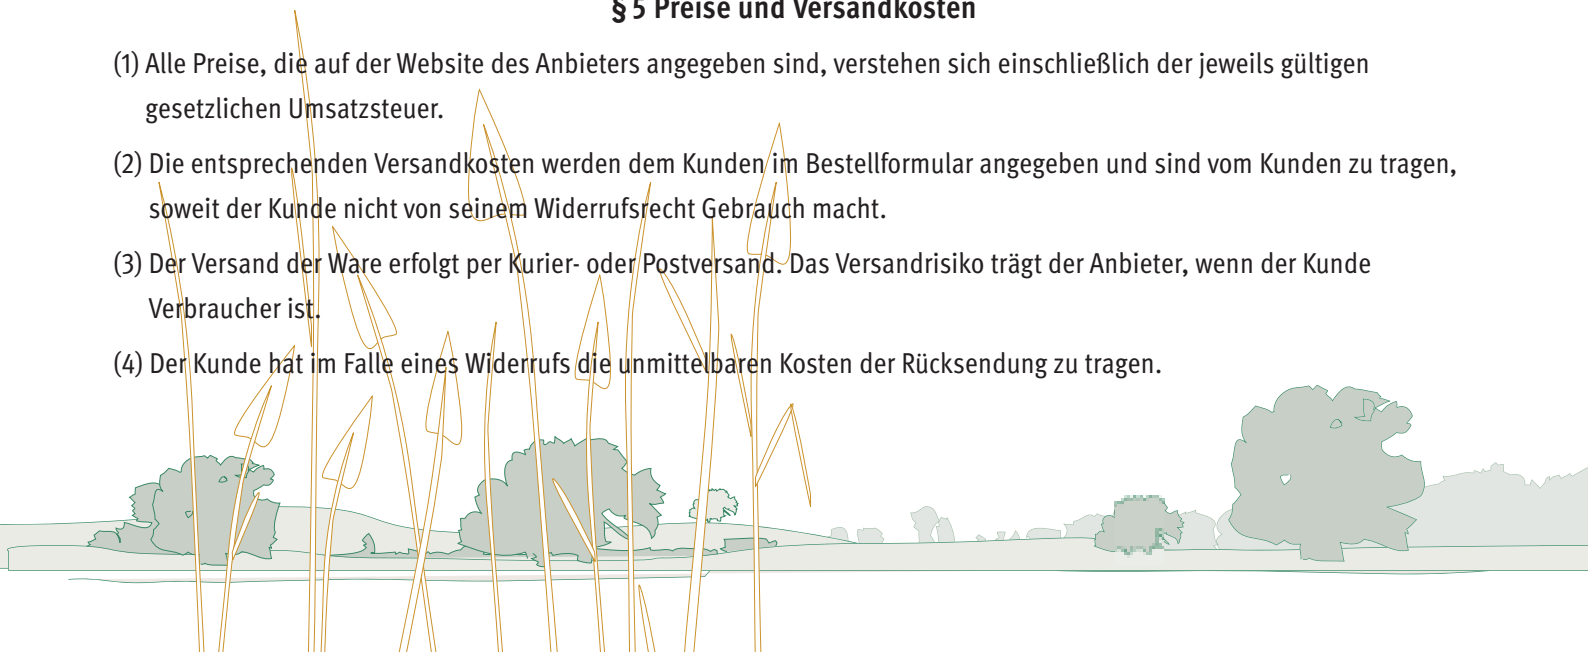 § 5 Preise und Versandkosten
(1) Alle Preise, die auf der Website des Anbieters angegeben sind, verstehen sich einschließlich der jeweils gültigen
gesetzlichen Umsatzsteuer.
(2) Die entsprechenden Versandkosten werden dem Kunden im Bestellformular angegeben und sind vom Kunden zu tragen,
soweit der Kunde nicht von seinem Widerrufsrecht Gebrauch macht.
(3) Der Versand der Ware erfolgt per Kurier- oder Postversand. Das Versandrisiko trägt der Anbieter, wenn der Kunde
Verbraucher ist.
(4) Der Kunde hat im Falle eines Widerrufs die unmittelbaren Kosten der Rücksendung zu tragen.